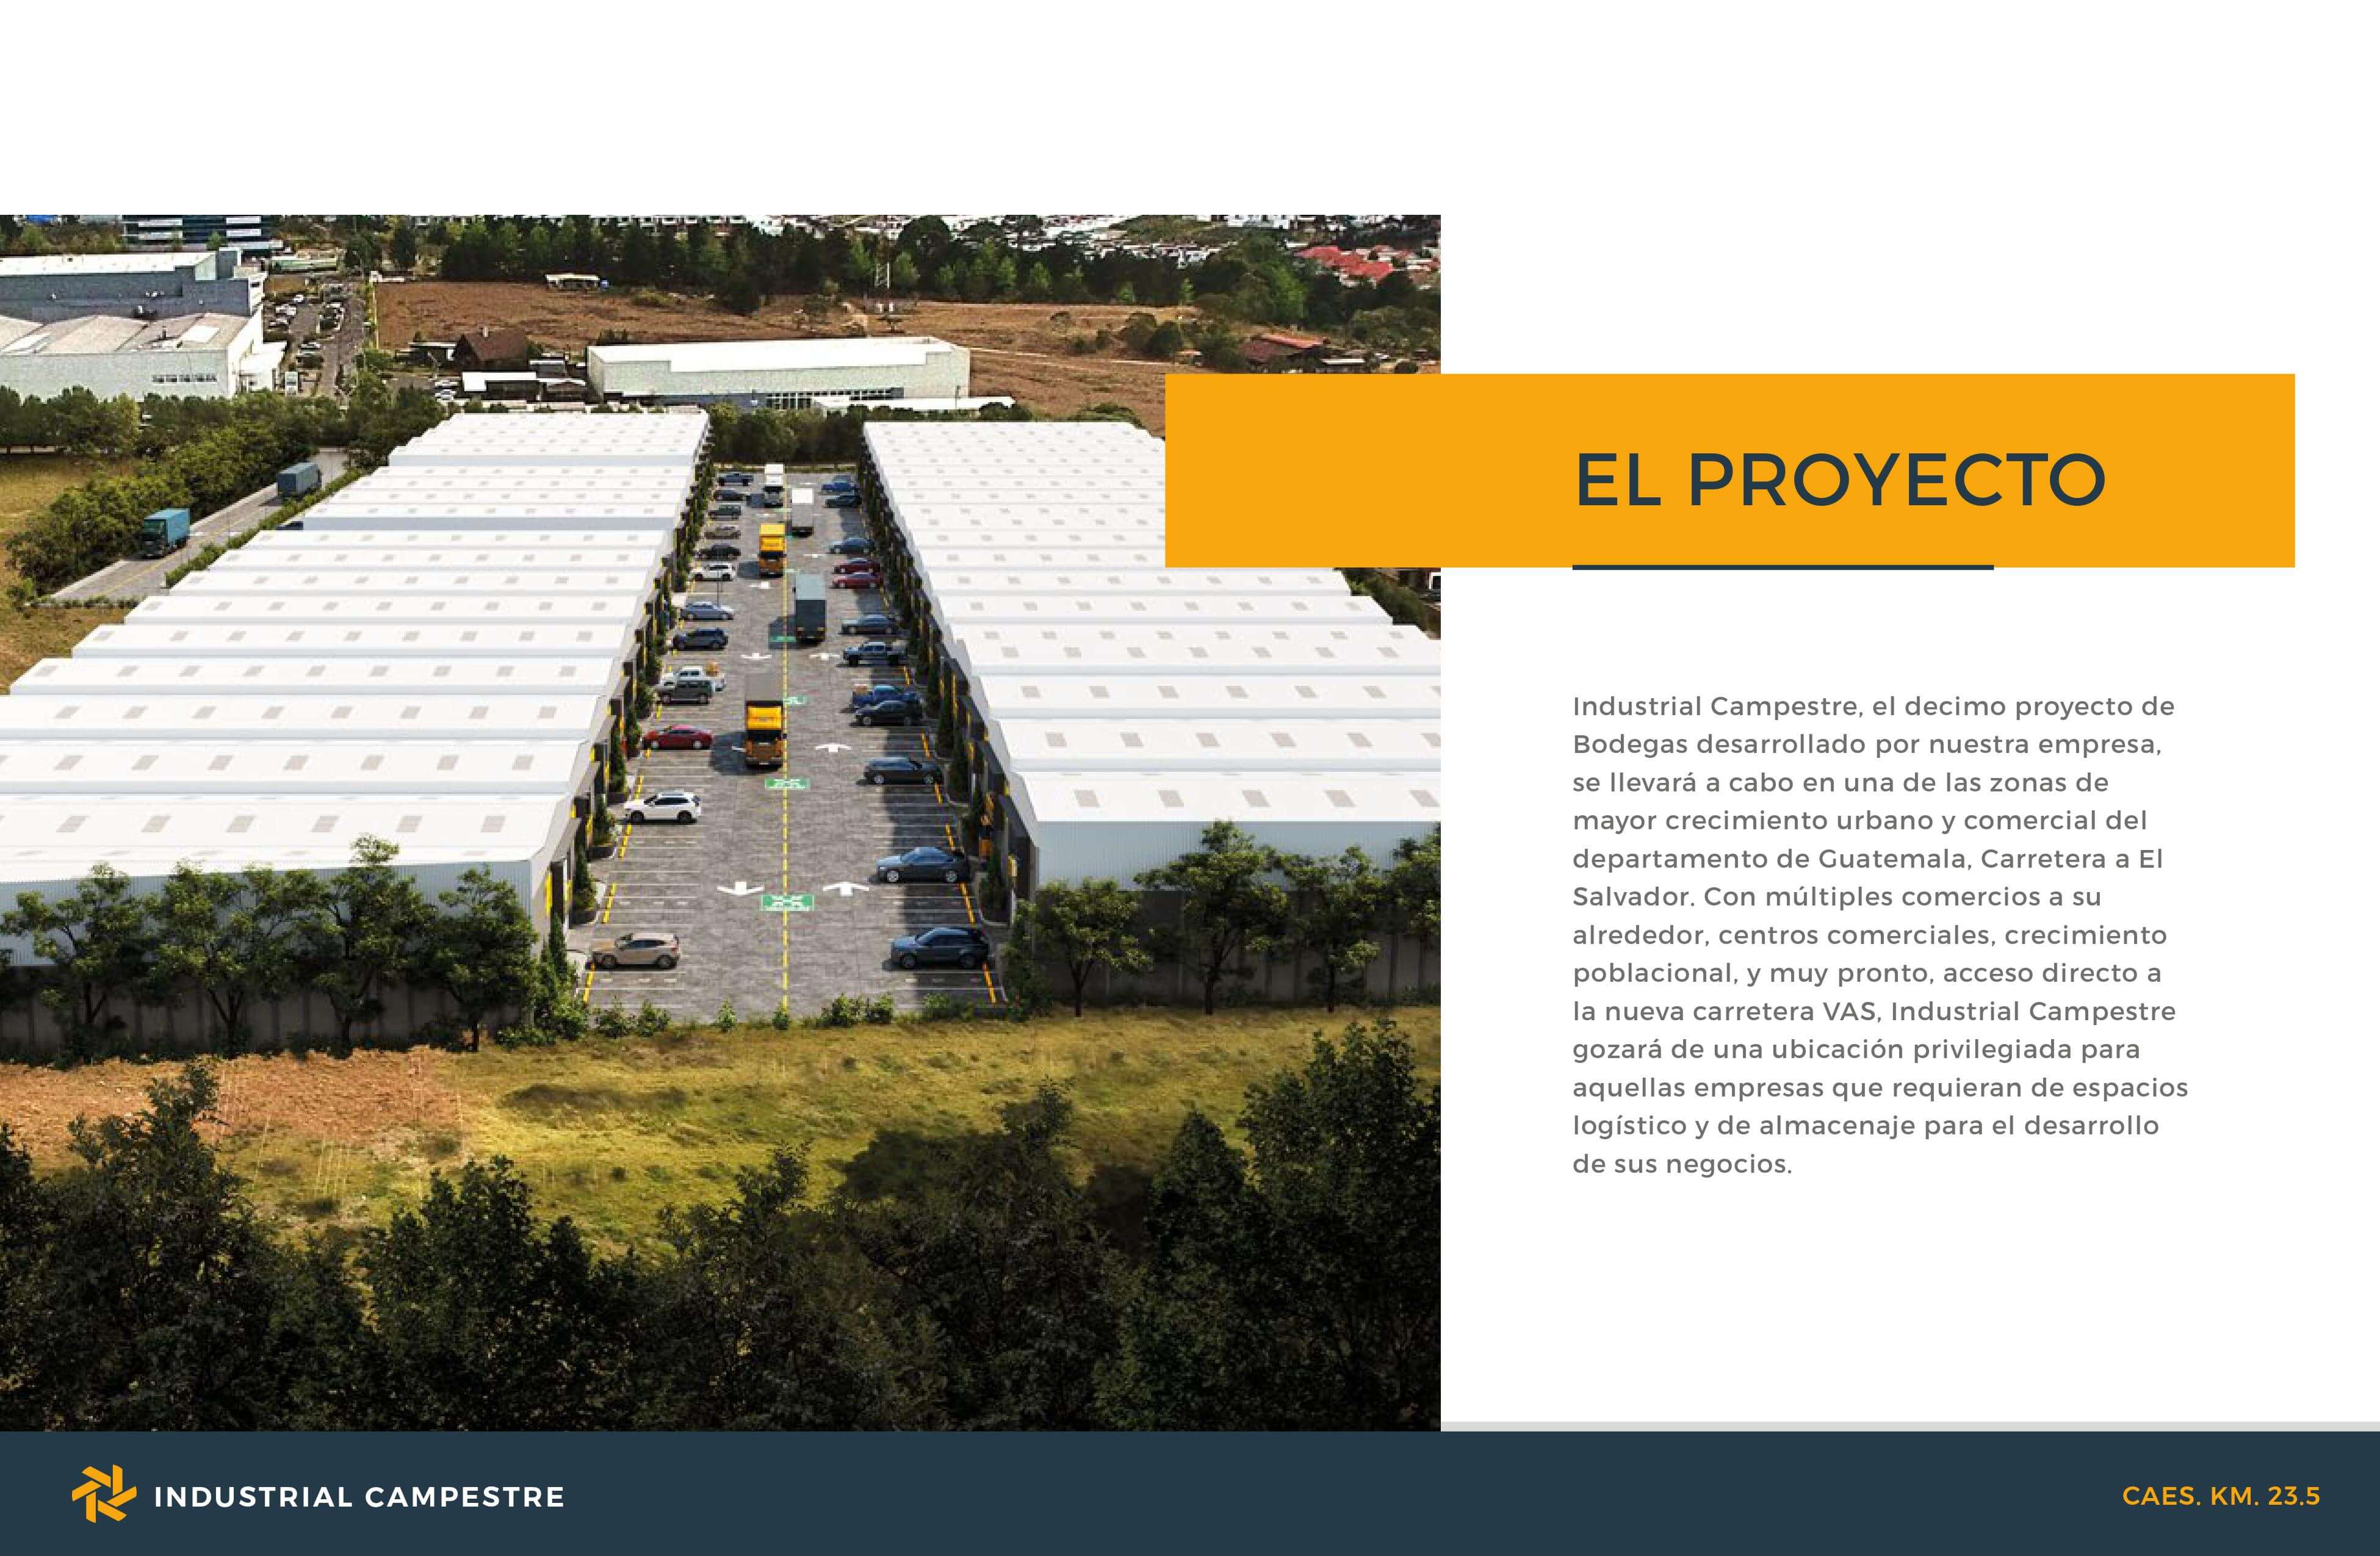 EL PROYECTO
Industrial Campestre, el decimo proyecto de
Bodegas desarrollado por nuestra empresa,
se llevará a cabo en una de las zonas de
mayor crecimiento urbano y comercial del
departamento de Guatemala, Carretera a El
Salvador. Con múltiples comercios a su
alrededor, centros comerciales, crecimiento
poblacional, y muy pronto, acceso directo a
la nueva carretera VAS, Industrial Campestre
gozará de una ubicación privilegiada para
aquellas empresas que requieran de espacios
logístico y de almacenaje para el desarrollo
de sus negocios.
INDUSTRIAL CAMPESTRE
CAES. KM. 23.5